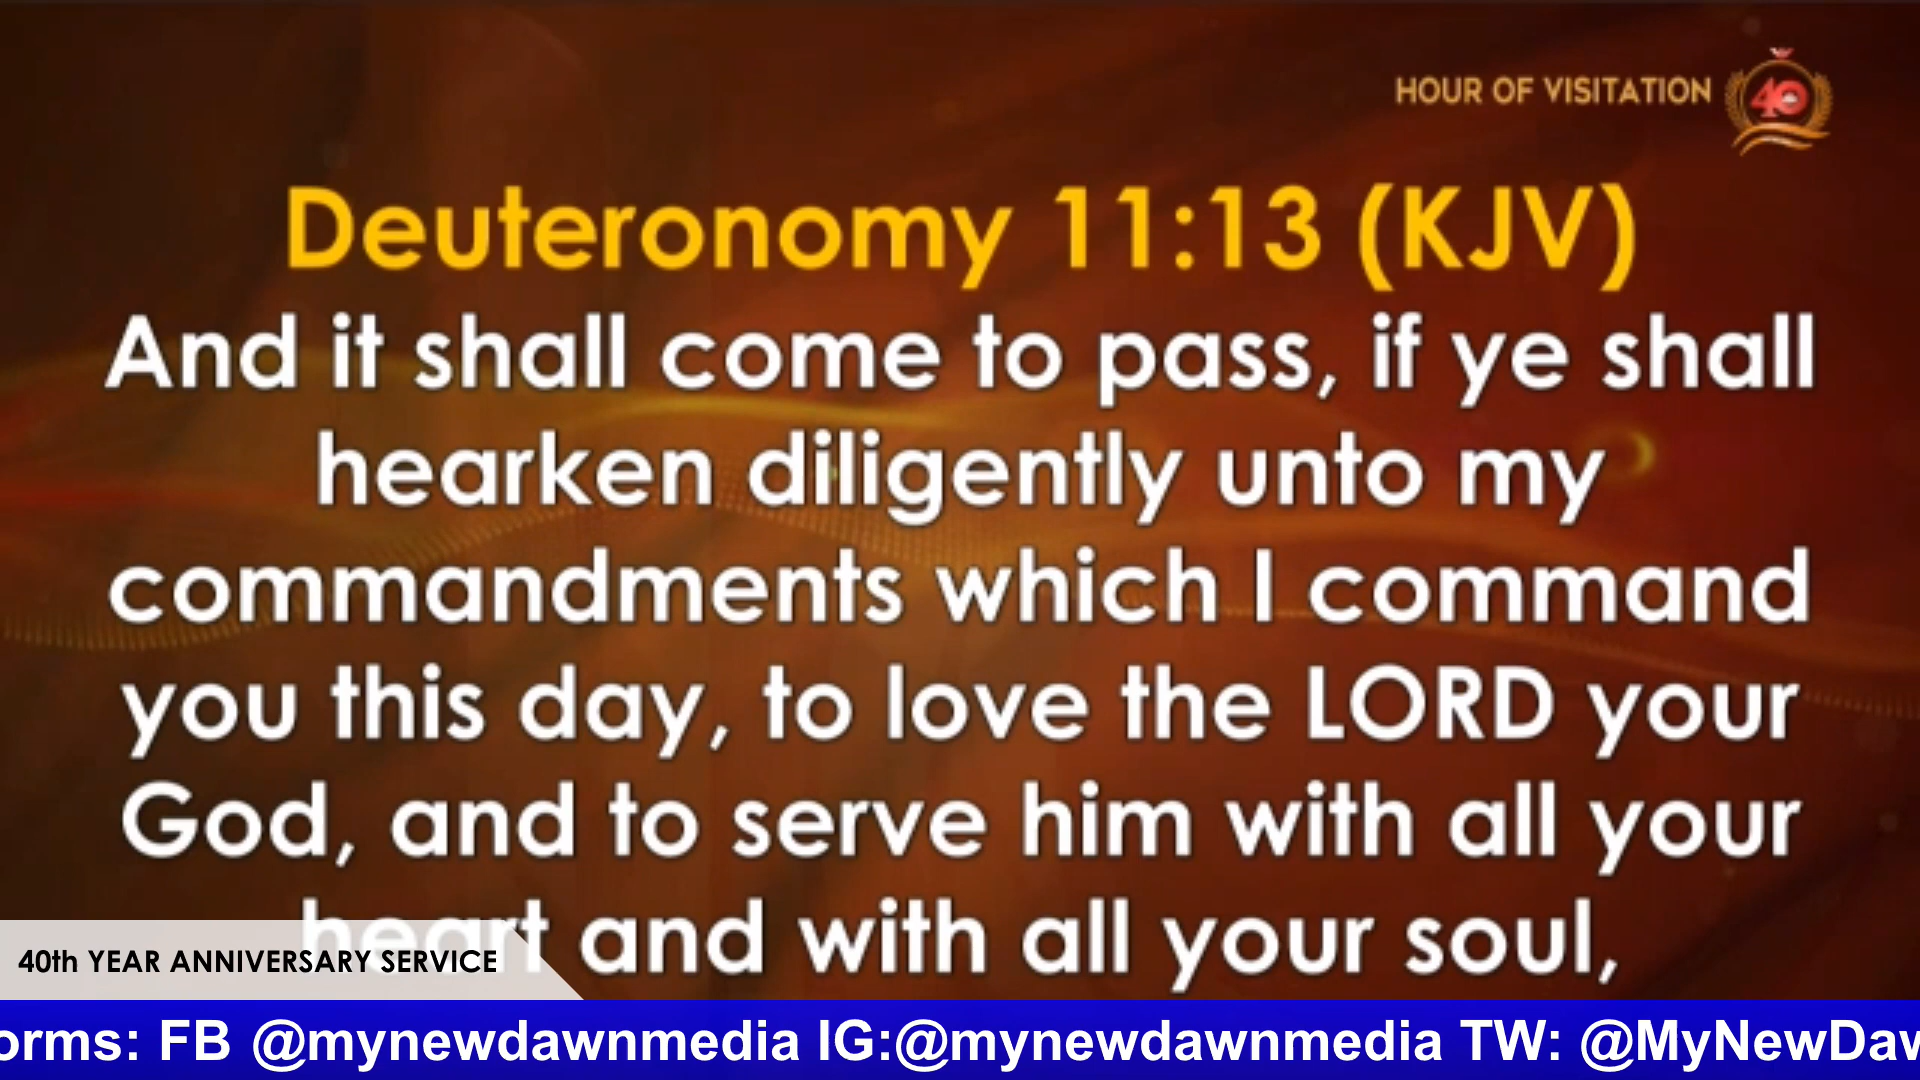 HOUR OF VISITATION
40
Deuteronomy 11:13 (KJV)
And it shall come to pass, if ye shall
hearken diligently unto my
commandments which I command
you this day, to love the LORD your
God, and to serve him with all your
heart and with all your soul,
40th YEAR ANNIVERSARY SERVICE
orms: FB @mynewdawnmedia IG:@mynewdawnmedia TW: @MyNewDaw